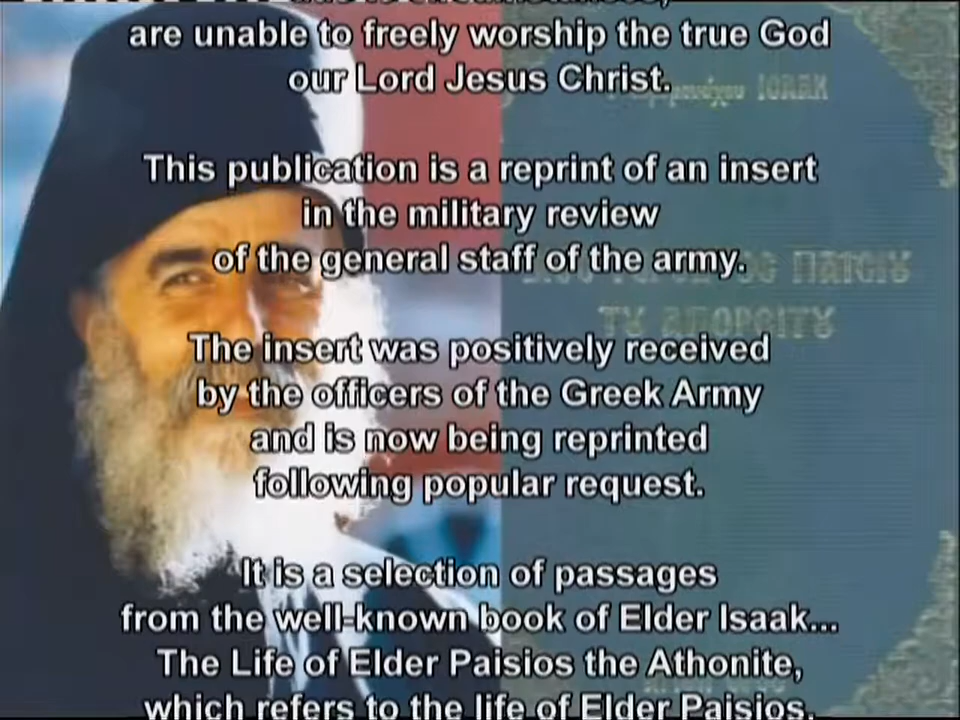 are unable to freely worship the true God
our Lord Jesus Christ.
This publication is a reprint of an insert
in the military review
of the general staff of the army.
The insert was positively received
by the officers of the Greek Army
and is now being reprinted
following popular request.
It is a selection of passages
from the well-known book of Elder Isaak...
The Life of Elder Paisios the Athonite,
which refers to the life of Elder Paisios.